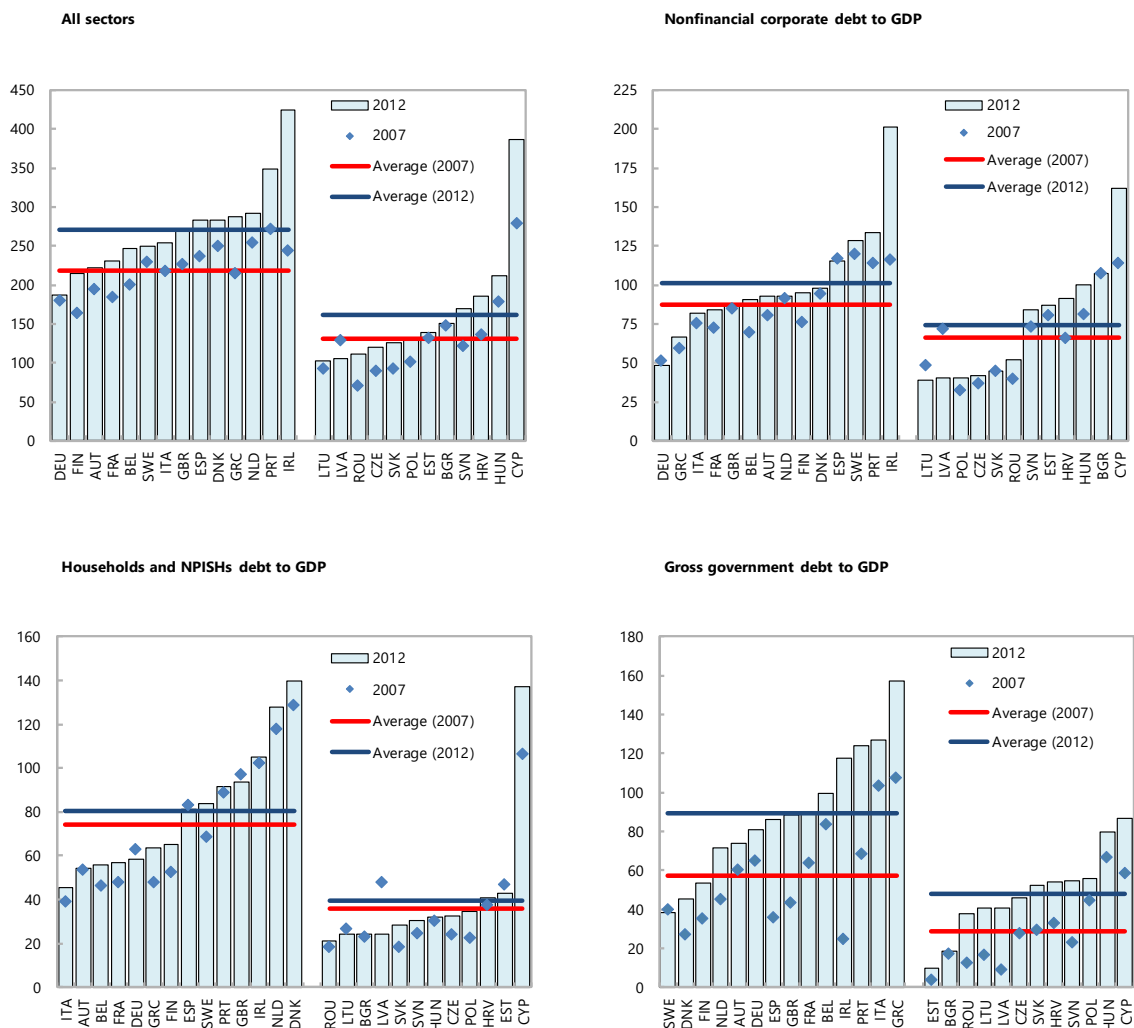 All sectors
450
400
350
300
250
200
150
100
50
0
2012
2007
Average (2007)
Average (2012)
DEU FIN AUT FRA BEL SWE ITA GBR ESP DNK GRC NLD PRT IRL LTU LVA ROU CZE SVK POL EST BGR SVN HRV HUN CYP
Nonfinancial corporate debt to GDP
225
200
175
150
125
100
75
50
25
0
2012
2007
Average (2007)
Average (2012)
DEU GRC ITA FRA GBR BEL AUT NLD FIN DNK ESP SWE PRT IRL LTU LVA POL CZE SVK ROU SVN EST HRV HUN BGR CYP
Households and NPISHs debt to GDP
160
140
120
100
80
60
40
20
0
2012
2007
Average (2007)
Average (2012)
ITA AUT BEL FRA DEU GRC FIN ESP SWE PRT GBR IRL NLD DNK ROU LTU BGR LVA SVK SVN HUN CZE POL HRV EST CYP
Gross government debt to GDP
180
160
140
120
100
80
60
40
20
0
2012
2007
Average (2007)
Average (2012)
SWE DNK FIN NLD AUT DEU ESP GBR FRA BEL IRL PRT ITA GRC EST BGR ROU LTU LVA CZE SVK HRV SVN POL HUN CYP